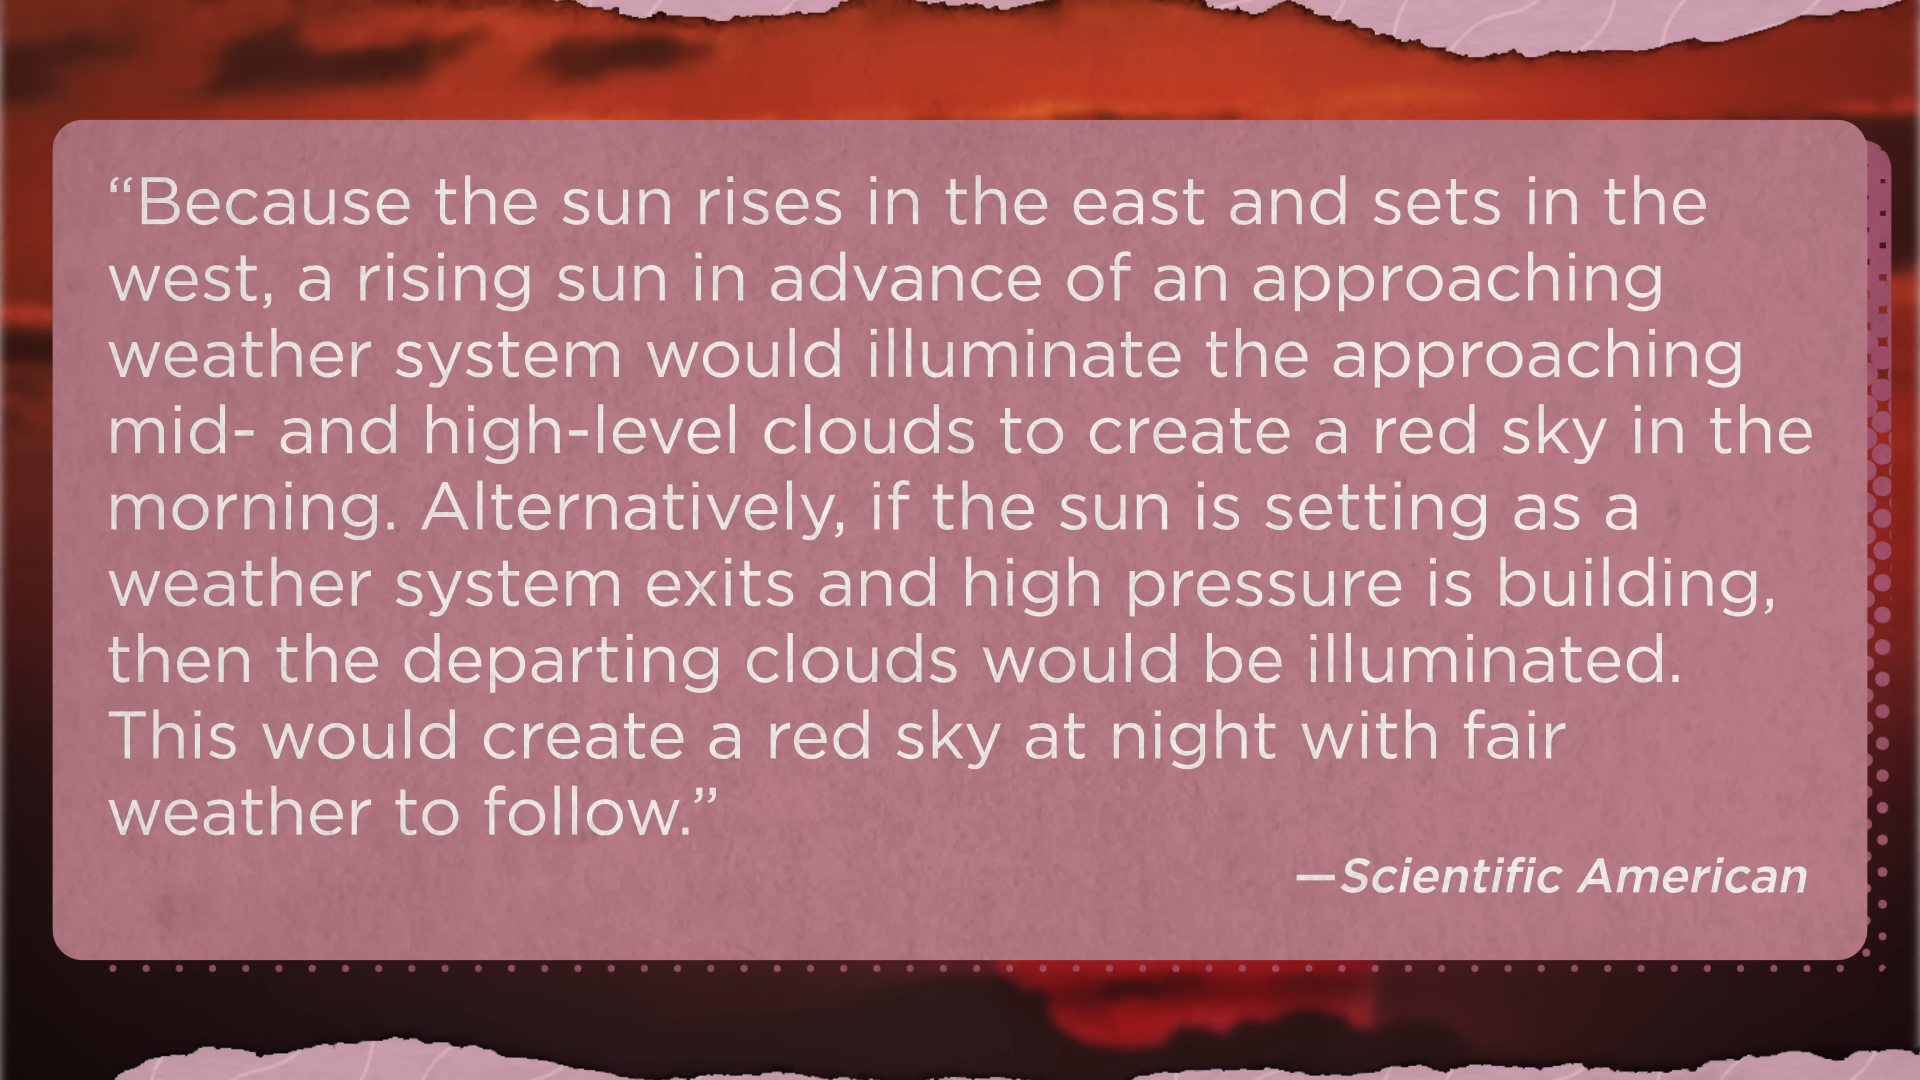 “Because the sun rises in the east and sets in the
west, a rising sun in advance of an approaching
weather system would illuminate the approaching
mid- and high-level clouds to create a red sky in the
morning. Alternatively, if the sun is setting as a
weather system exits and high pressure is building,
then the departing clouds would be illuminated.
This would create a red sky at night with fair
weather to follow.”
—Scientific American